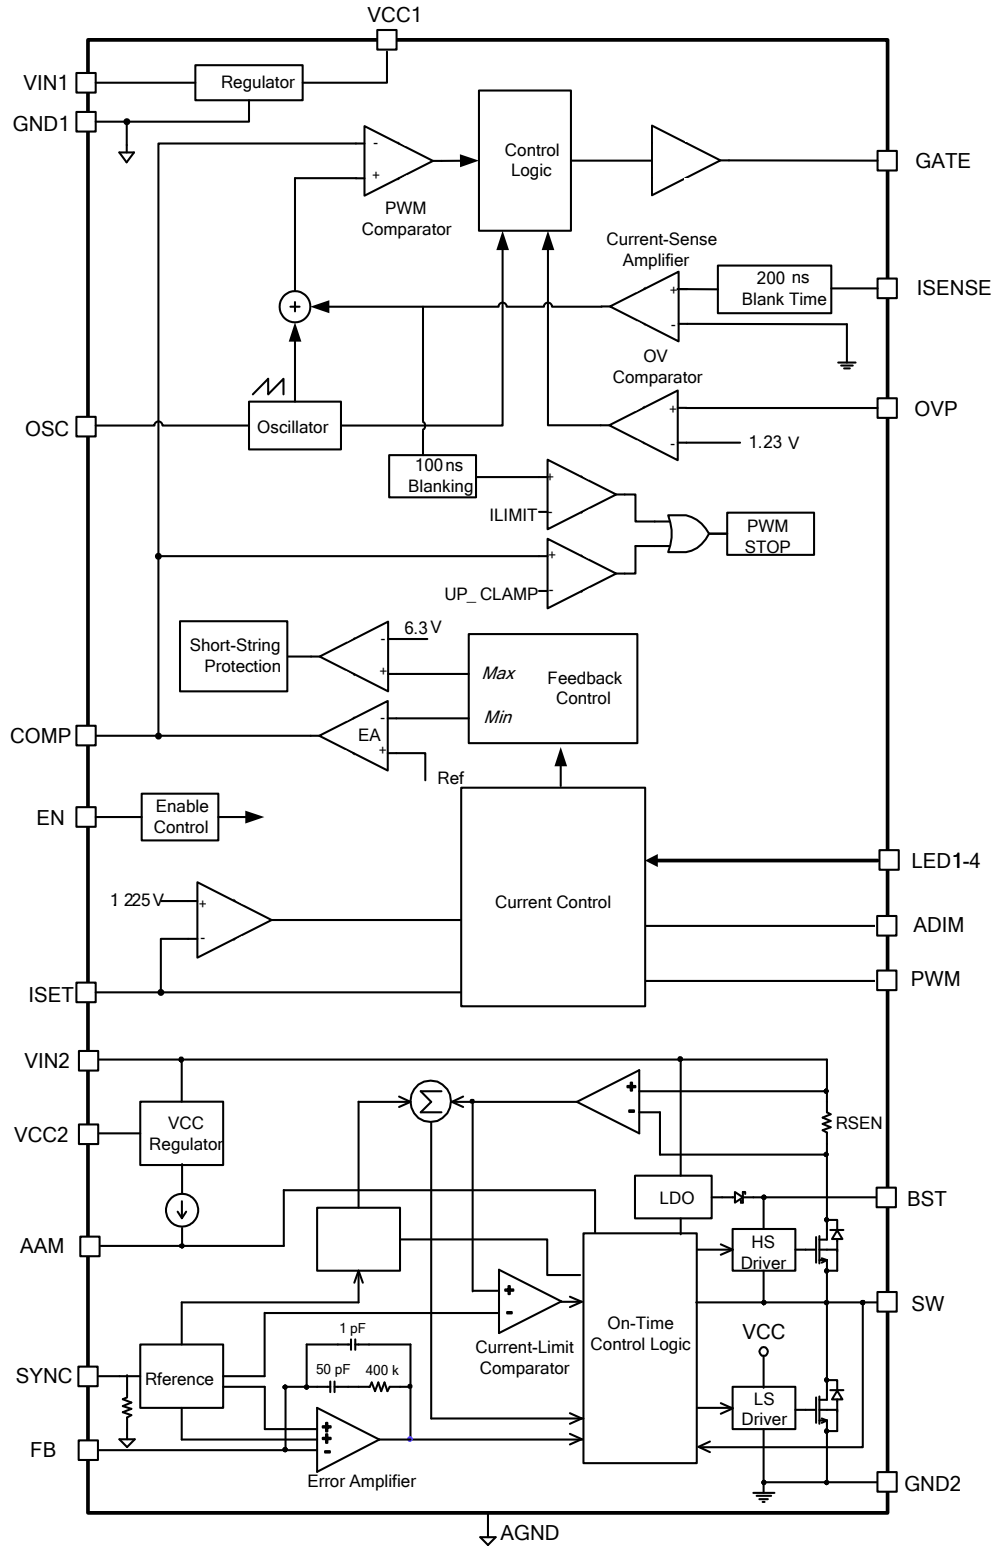 VCC1
VIN1
Regulator
GND1
-
+
PWM
Comparator
Control
Logic
GATE
Current-Sense
Amplifier
+
-
200 ns
Blank Time
ISENSE
+
OV
Comparator
+
-
1.23 V
OVP
OSC
Oscillator
100ns
Blanking
+
-
ILIMIT
+
-
UP_ CLAMP
PWM
STOP
Short-String
Protection
-
+
6.3 V
Max
Min
Feedback
Control
COMP
EA
-
+
Ref
EN
Enable
Control
LED1-4
1 225V
+
-
Current Control
ADIM
PWM
ISET
VIN2
VCC2
VCC
Regulator
Σ
+
-
RSEN
LDO
BST
AAM
HS
Driver
+
-
Current-Limit
Comparator
On-Time
Control Logic
SW
VCC
1 pF
50 pF
400 k
SYNC
Rference
LS
Driver
FB
+
+
-
Error Amplifier
GND2
AGND